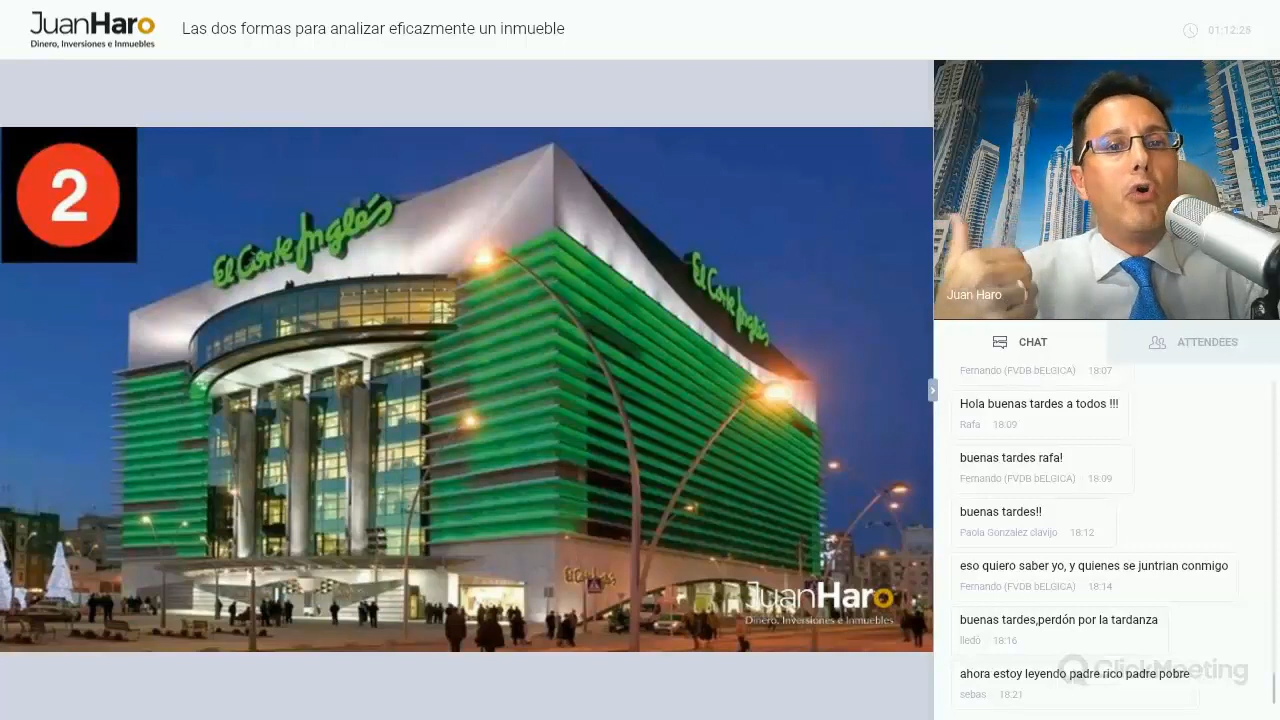 JuanHaro
Dinero, Inversiones e Inmuebles
Las dos formas para analizar eficazmente un inmueble
01:12:25
2
El Corte Inglés
El Corte Inglés
El Corte Inglés
JuanHaro
Dinero, Inversiones e Inmuebles
Juan Haro
CHAT
ATTENDEES
Fernando (FVDB bELGICA) 18:07
Hola buenas tardes a todos !!!
Rafa 18:09
buenas tardes rafa!
Fernando (FVDB bELGICA) 18:09
buenas tardes!!
Paola Gonzalez clavijo 18:12
eso quiero saber yo, y quienes se juntrian conmigo
Fernando (FVDB bELGICA) 18:14
buenas tardes,perdón por la tardanza
lledò 18:16
ahora estoy leyendo padre rico padre pobre
sebas 18:21
ClickMeeting